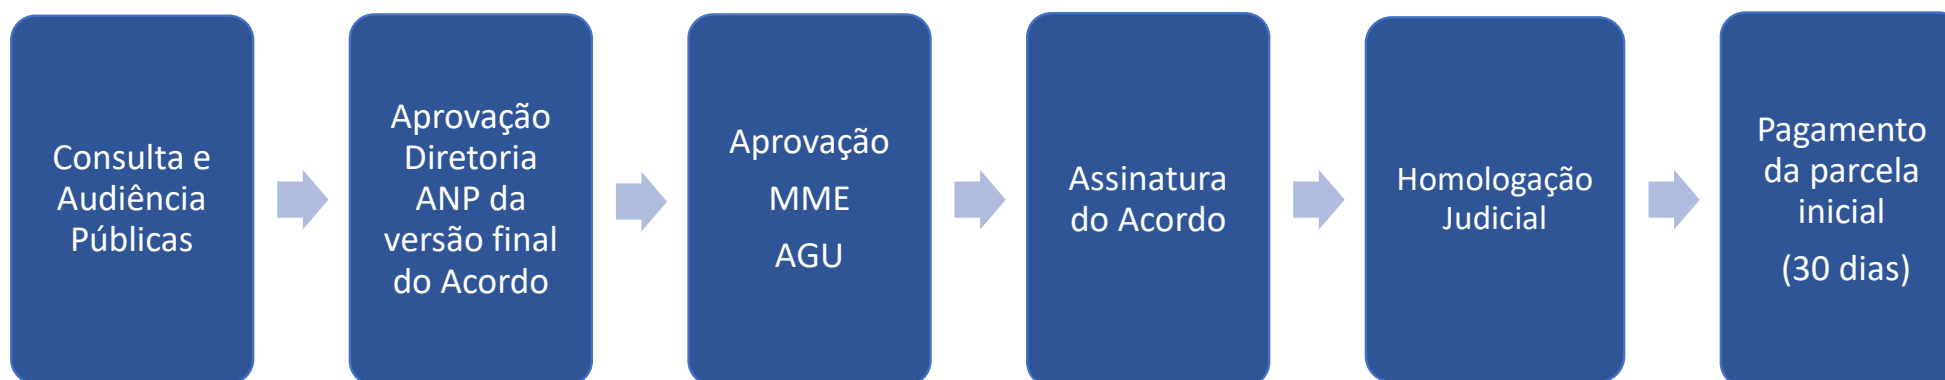 Consulta e
Audiência
Públicas
Aprovação
Diretoria
ANP da
versão final
do Acordo
Aprovação
MME
AGU
Assinatura
do Acordo
Homologação
Judicial
Pagamento
da parcela
inicial
(30 dias)